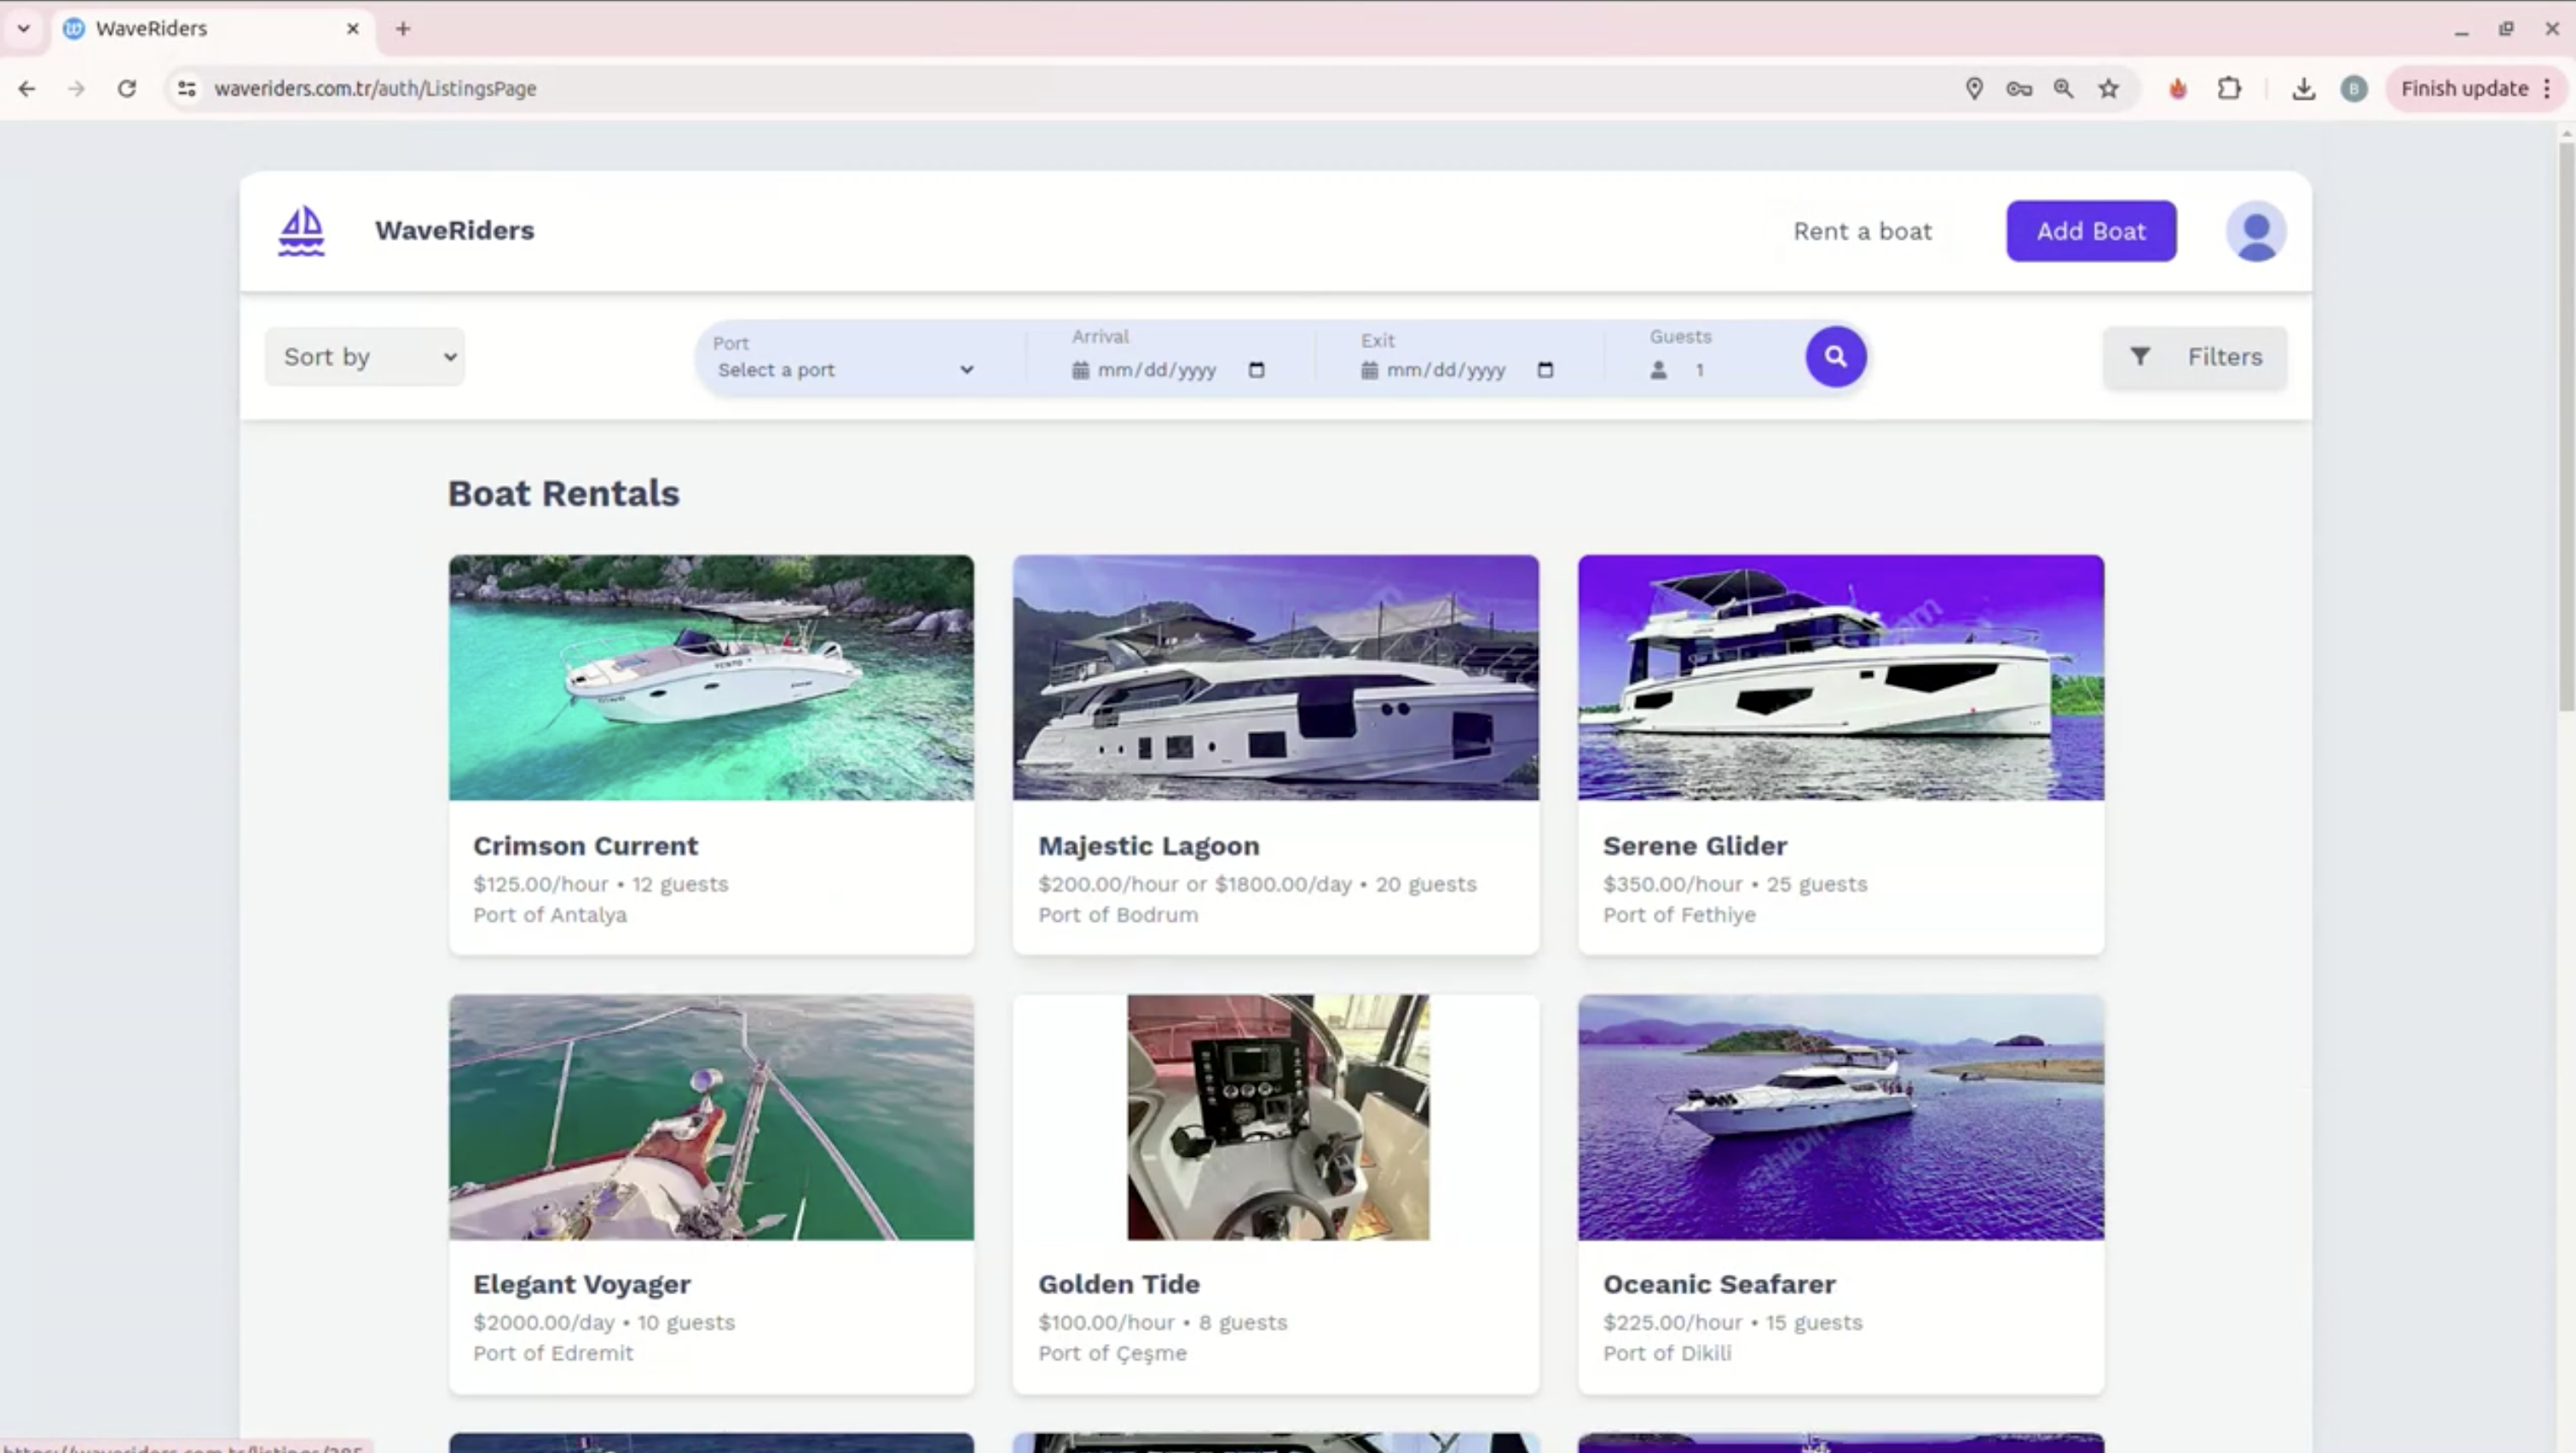 WaveRiders
waveriders.com.tr/auth/ListingsPage
B
Finish update
WaveRiders
Rent a boat
Add Boat
Sort by
Port
Select a port
Arrival
mm/dd/yyyy
Exit
mm/dd/yyyy
Guests
1
Filters
Boat Rentals
Crimson Current
$125.00/hour • 12 guests
Port of Antalya
Majestic Lagoon
$200.00/hour or $1800.00/day • 20 guests
Port of Bodrum
Serene Glider
$350.00/hour • 25 guests
Port of Fethiye
Elegant Voyager
$2000.00/day • 10 guests
Port of Edremit
Golden Tide
$100.00/hour • 8 guests
Port of Çeşme
Oceanic Seafarer
$225.00/hour • 15 guests
Port of Dikili